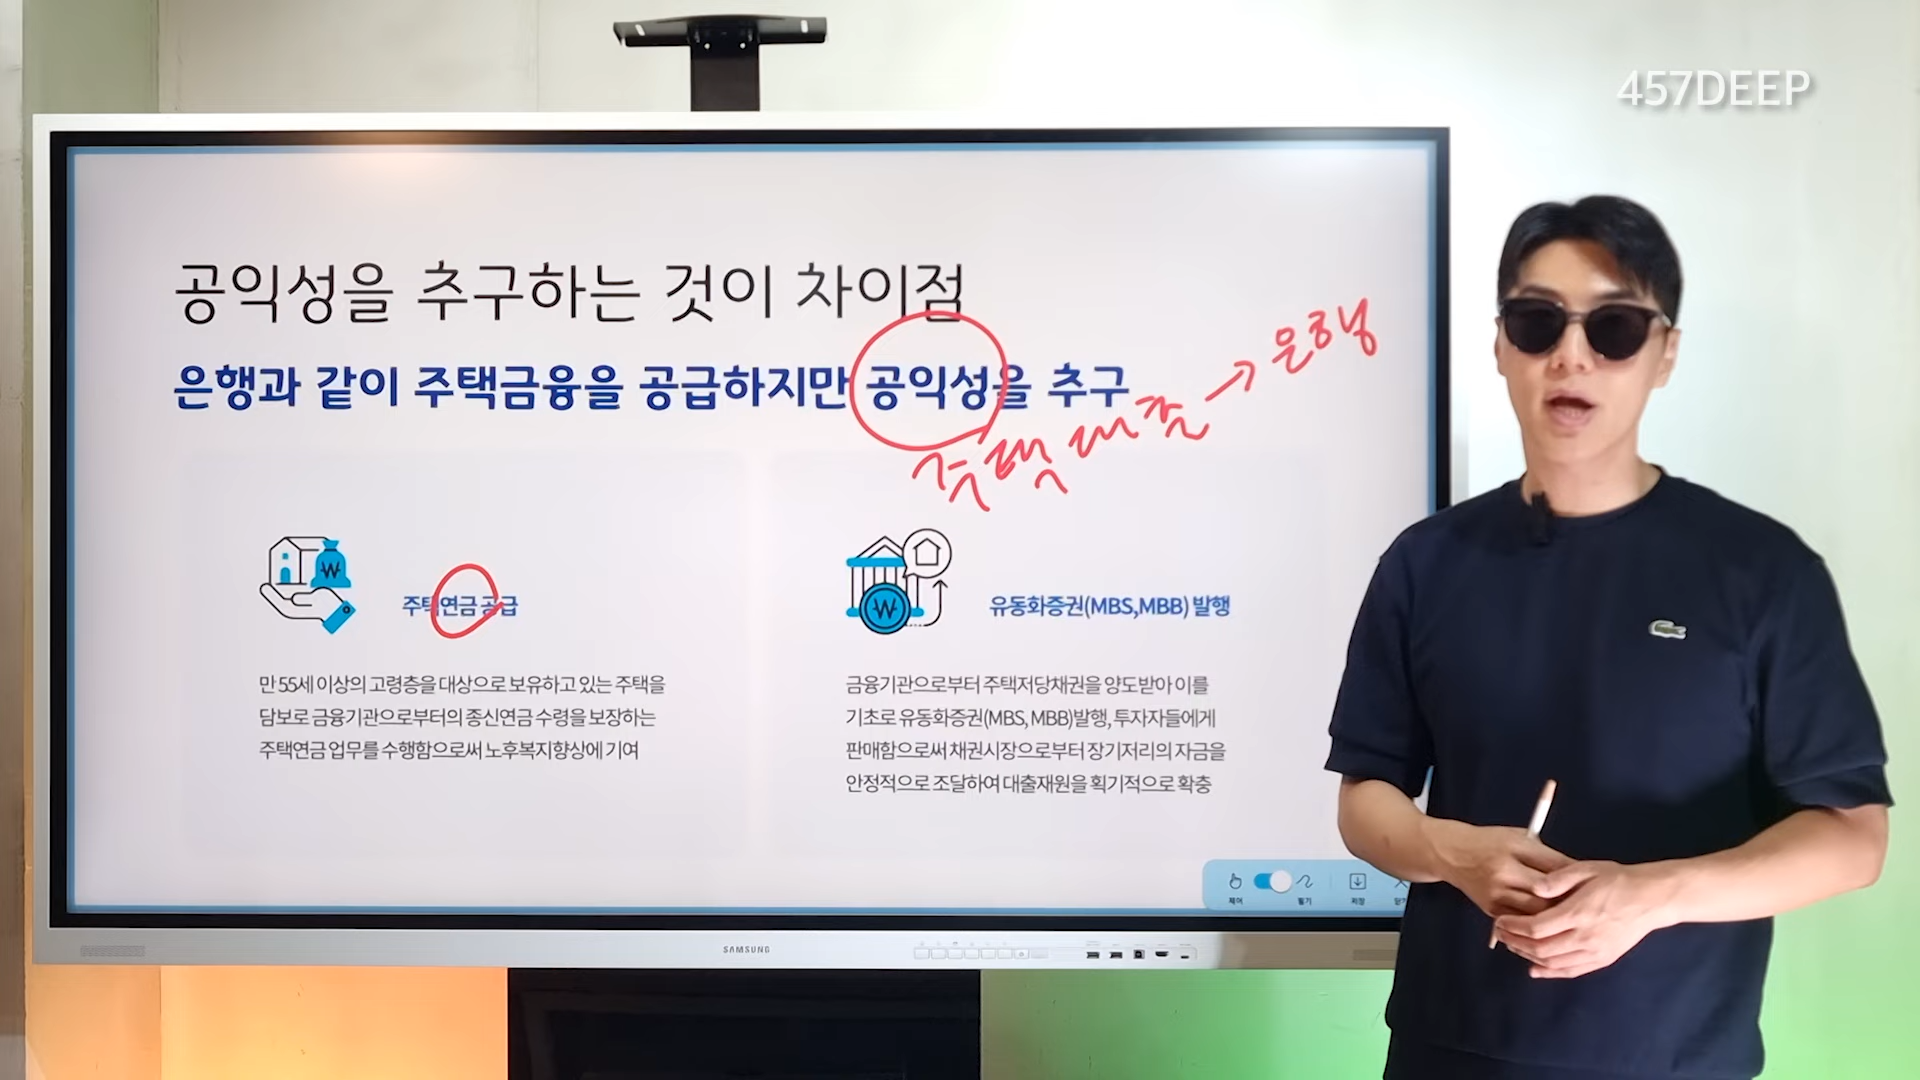 457DEEP
공익성을 추구하는 것이 차이점
은행과 같이 주택금융을 공급하지만 공익성을 추구
주택대출 → 은행
주택연금 공급
만 55세 이상의 고령층을 대상으로 보유하고 있는 주택을
담보로 금융기관으로부터의 종신연금 수령을 보장하는
주택연금 업무를 수행함으로써 노후복지향상에 기여
유동화증권(MBS,MBB) 발행
금융기관으로부터 주택저당채권을 양도받아 이를
기초로 유동화증권(MBS, MBB)발행, 투자자들에게
판매함으로써 채권시장으로부터 장기저리의 자금을
안정적으로 조달하여 대출재원을 획기적으로 확충
제어 필기 저장
SAMSUNG